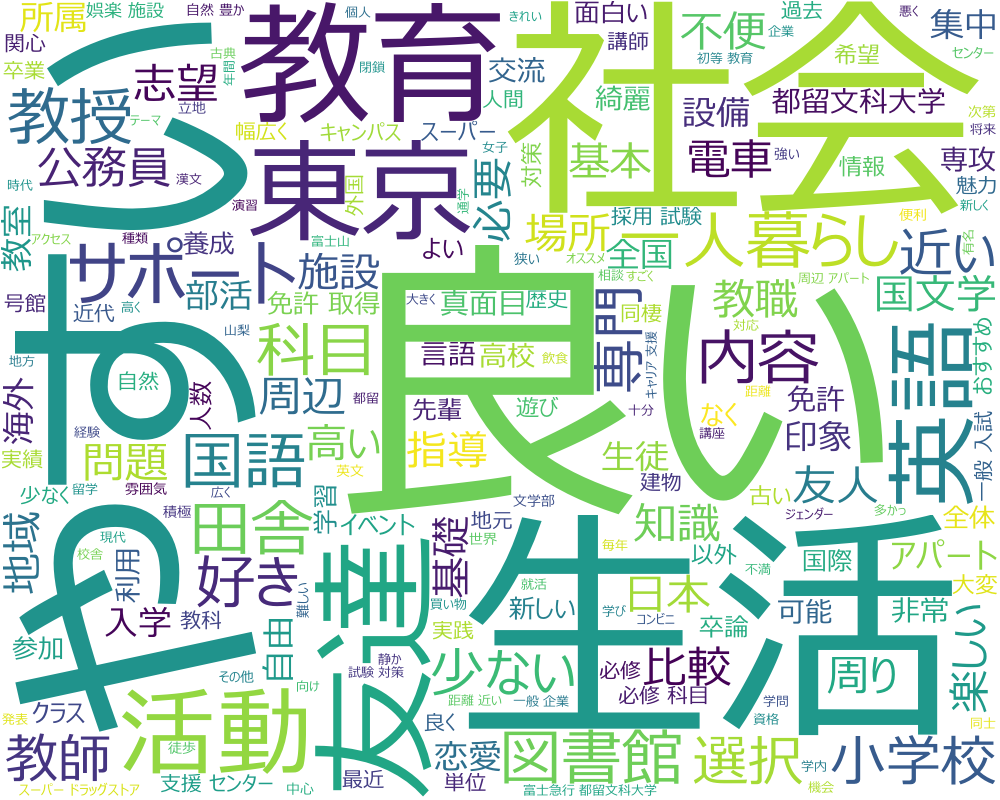 娯楽 施設
自然 豊か
個人
きれい
過去
悪く
所属
関心
卒業
志望
教授
公務員
やすい
教育
社会
古典
年間
立地
テーマ
閉鎖
面白い
講師
交流
人間
不便
企業
初等 教育
希望
集中
センター
綺麗
設備
都留文科大学
次第
将来
幅広く
キャンパス
スーパー
女子
東京
対策
基本
電車
強い
情報
専攻
魅力
新しく
時代
漢文
演習
外国
通学
必要
採用 試験
便利
教室
アクセス
種類
養成
富士山
よい
場所
全国
一人暮らし
近い
有名
サポート
施設
狭い
オススメ
相談
すごく
周辺 アパート
国文学
号館
近代
部活
高く
免許 取得
大きく
真面目
歴史
同棲
教職
対応
良い
地方
山梨
科目
言語
高校
飲食
専門
キャリア 支援
内容
距離
英語
おすすめ
海外
自然
人数
周辺
都留
先輩
遊び
十分
なく
免許
一般 入試
経験
実績
問題
国語
高い
指導
講座
印象
少なく
留学
雰囲気
広く
英文
生徒
建物
古い
友人
文学部
ジェンダー
多かっ
積極
田舎
学習
イベント
地元
世界
知識
全体
地域
現代
校舎
利用
好き
友達
基礎
毎年
以外
不満
国際
アパート
大変
就活
難しい
買い物
新しい
日本
学び
コンビニ
可能
非常
楽しい
入学
教科
実践
卒論
生活
参加
自由
静か
試験 対策
少ない
必修
比較
周り
その他
向け
必修 科目
距離 近い
一般 企業
学問
資格
発表
クラス
活動
良く
同士
教師
徒歩
恋愛
図書館
選択
小学校
支援 センター
最近
単位
学内
スーパー ドラッグストア
中心
富士急行 都留文科大学
機会